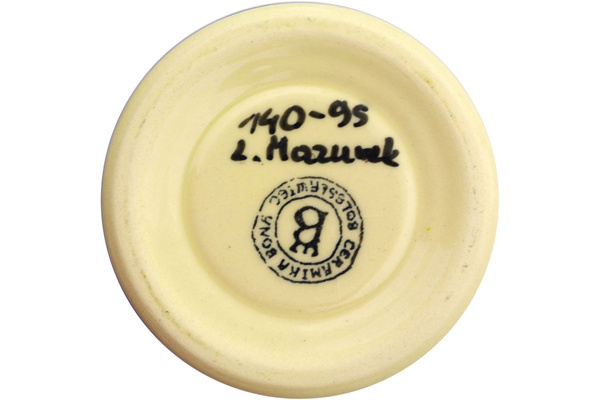 140-95
L. Mazurek
CERAMIKA BONA
BOLESŁAWIEC
B